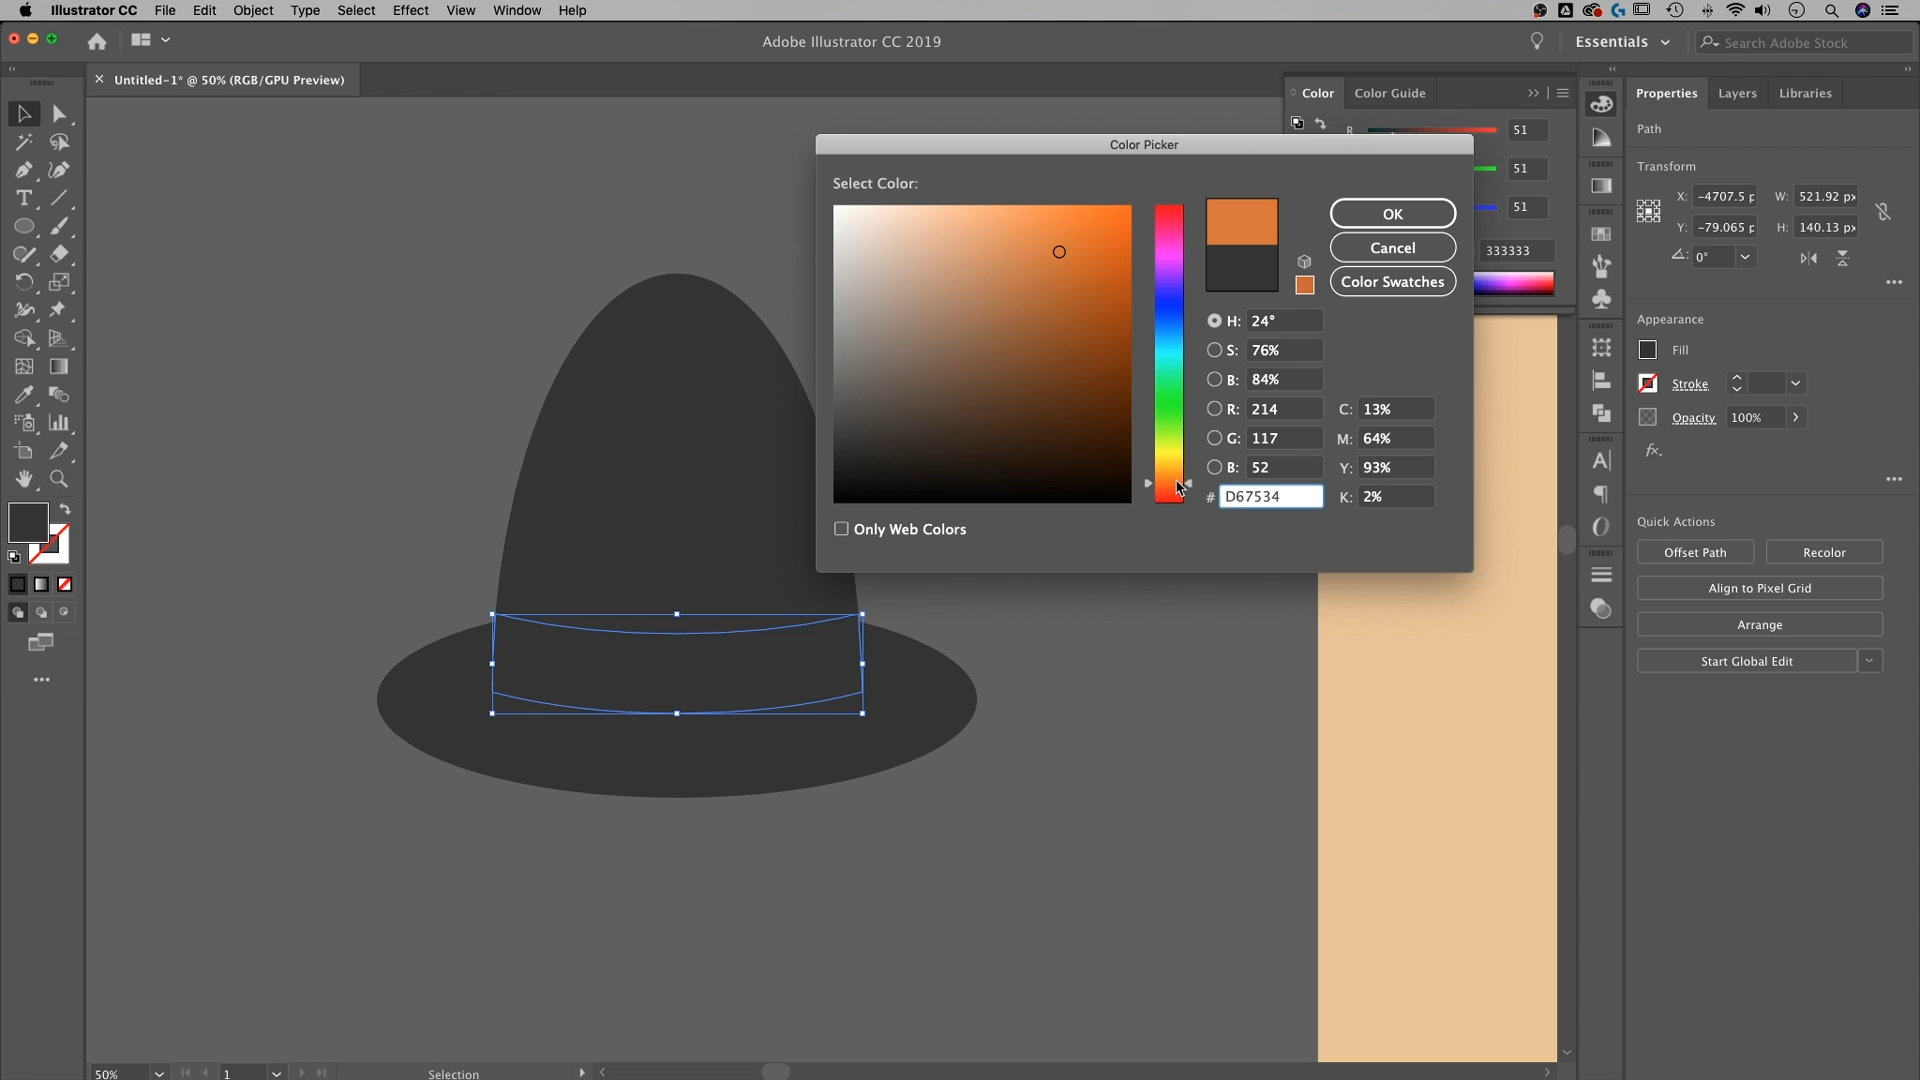 Illustrator CC File Edit Object Type Select Effect View Window Help
Adobe Illustrator CC 2019
Essentials
Search Adobe Stock
Untitled-1* @ 50% (RGB/GPU Preview)
Color Color Guide
Properties Layers Libraries
R 51
51
51
333333
Color Picker
Select Color:
OK
Cancel
Color Swatches
H: 24°
S: 76%
B: 84%
R: 214 C: 13%
G: 117 M: 64%
B: 52 Y: 93%
# D67534 K: 2%
Only Web Colors
Path
Transform
X: -4707.5 p W: 521.92 px
Y: -79.065 p H: 140.13 px
0°
Appearance
Fill
Stroke
Opacity 100%
fx.
Quick Actions
Offset Path Recolor
Align to Pixel Grid
Arrange
Start Global Edit
50% 1 Selection